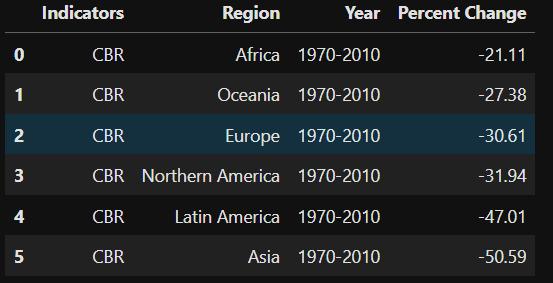 Indicators Region Year Percent Change
0 CBR Africa 1970-2010 -21.11
1 CBR Oceania 1970-2010 -27.38
2 CBR Europe 1970-2010 -30.61
3 CBR Northern America 1970-2010 -31.94
4 CBR Latin America 1970-2010 -47.01
5 CBR Asia 1970-2010 -50.59